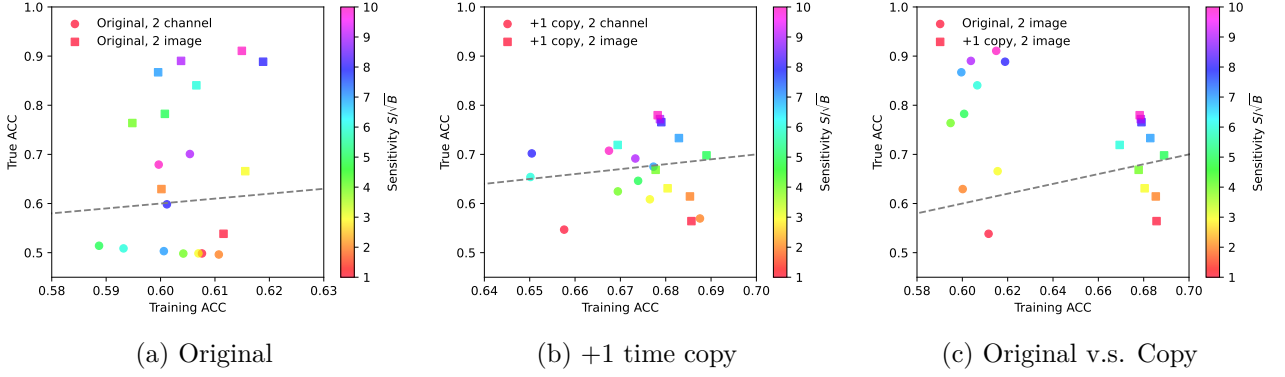 Original, 2 channel
Original, 2 image
True ACC
1.0
0.9
0.8
0.7
0.6
0.5
0.58 0.59 0.60 0.61 0.62 0.63
Training ACC
10
9
8
7
6
5
4
3
2
1
Sensitivity S/√B
(a) Original
+1 copy, 2 channel
+1 copy, 2 image
True ACC
1.0
0.9
0.8
0.7
0.6
0.5
0.64 0.65 0.66 0.67 0.68 0.69 0.70
Training ACC
10
9
8
7
6
5
4
3
2
1
Sensitivity S/√B
(b) +1 time copy
Original, 2 image
+1 copy, 2 image
True ACC
1.0
0.9
0.8
0.7
0.6
0.5
0.58 0.60 0.62 0.64 0.66 0.68 0.70
Training ACC
10
9
8
7
6
5
4
3
2
1
Sensitivity S/√B
(c) Original v.s. Copy